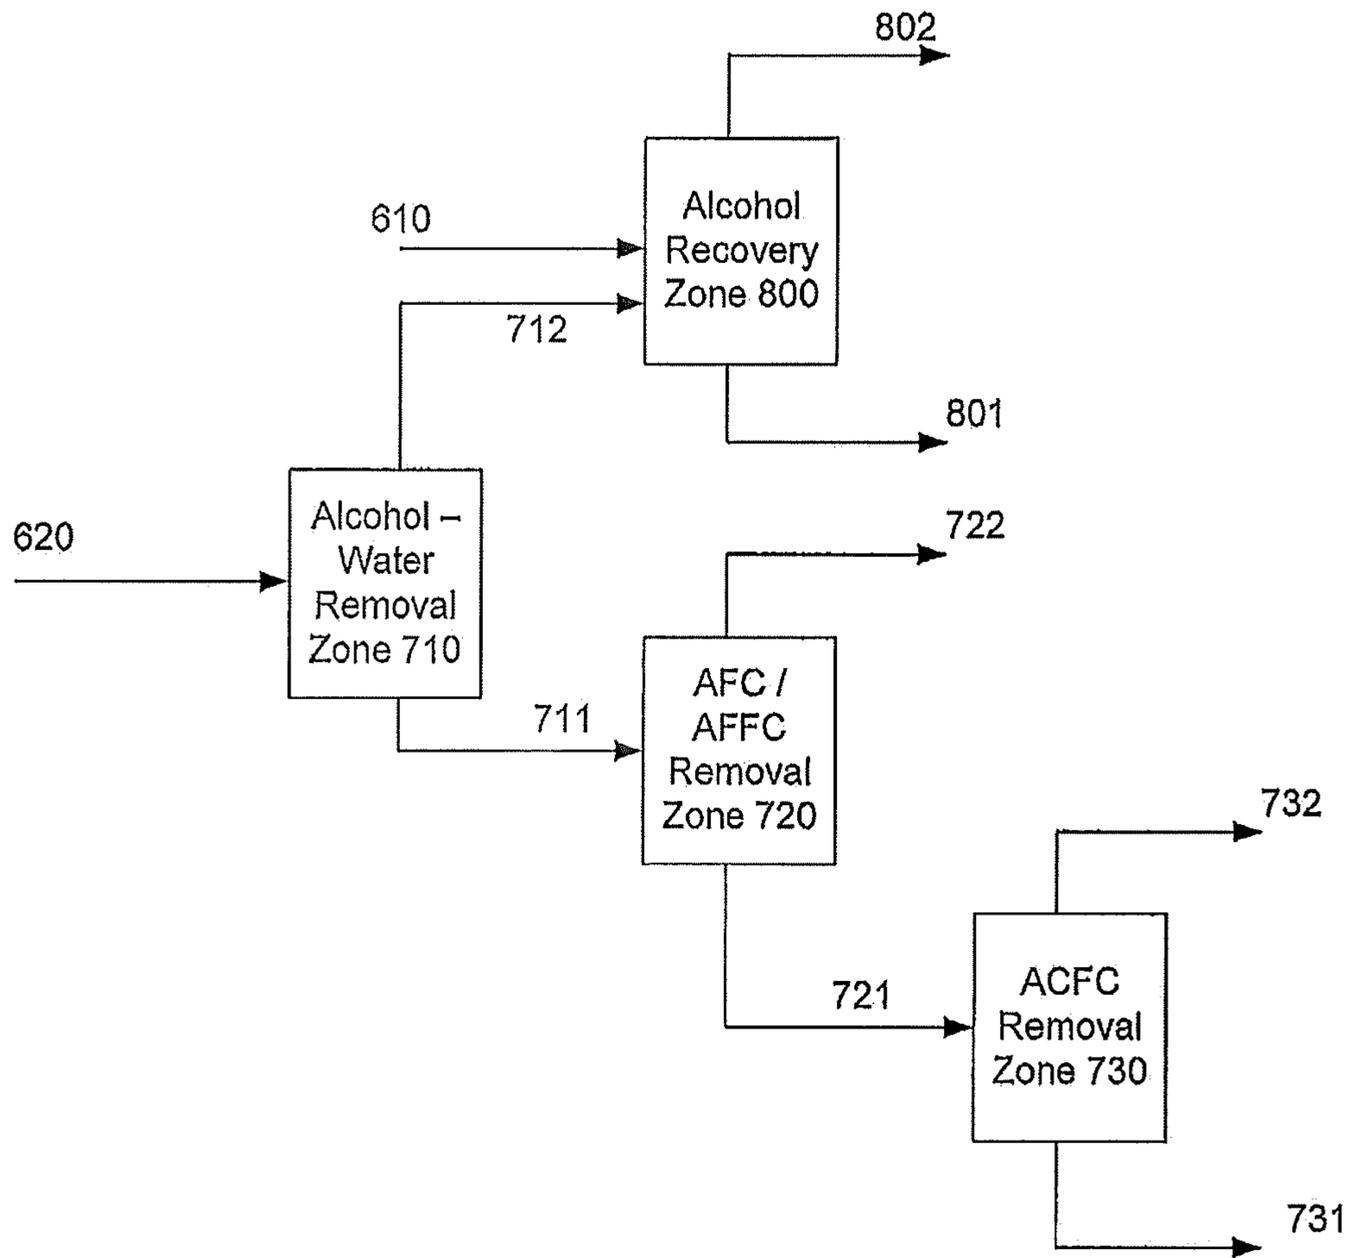 802
610
Alcohol
Recovery
Zone 800
712
801
620
Alcohol –
Water
Removal
Zone 710
722
711
AFC /
AFFC
Removal
Zone 720
732
721
ACFC
Removal
Zone 730
731